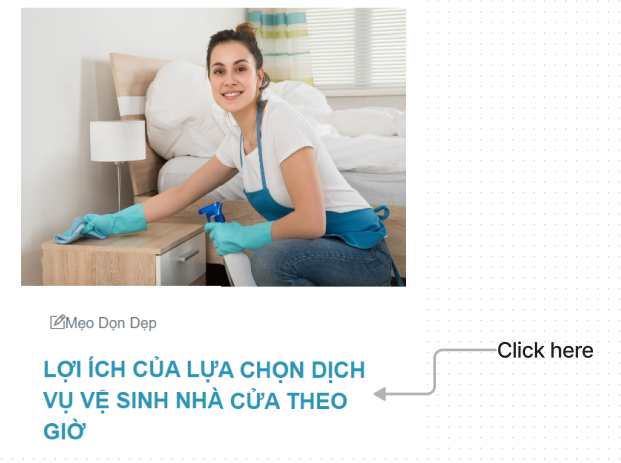 Mẹo Dọn Dẹp
LỢI ÍCH CỦA LỰA CHỌN DỊCH
VỤ VỆ SINH NHÀ CỬA THEO
GIỜ
Click here